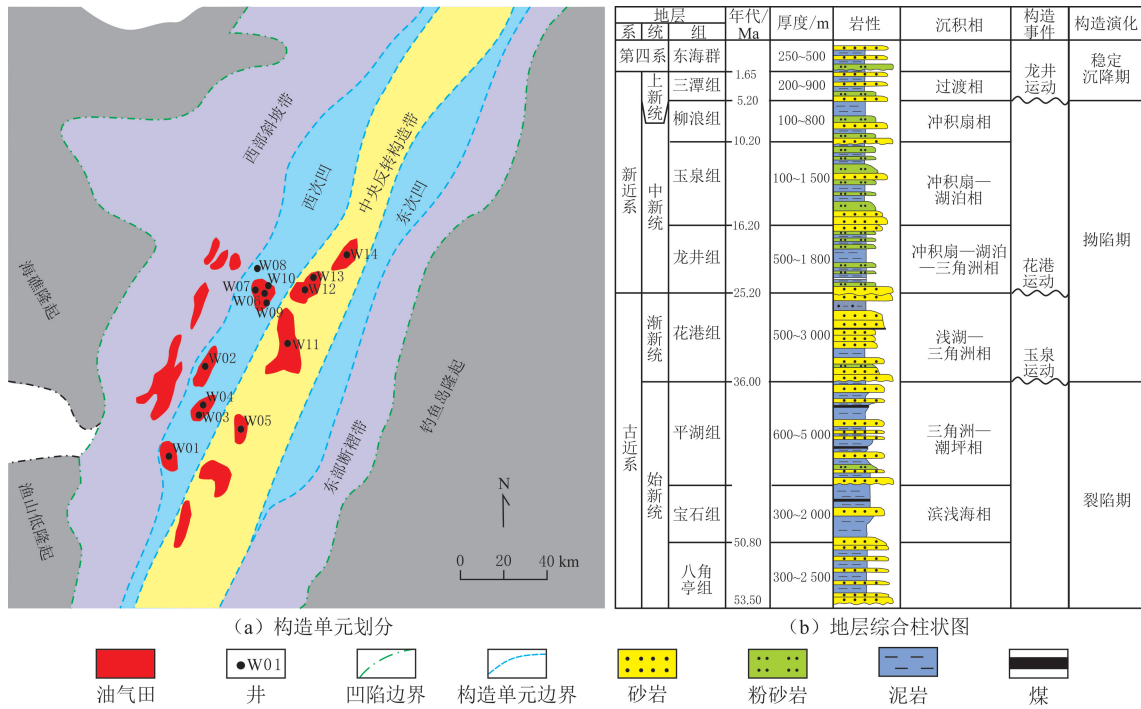 西部斜坡带
西次凹
中央反转构造带
东次凹
海礁隆起
钓鱼岛隆起
东部断褶带
渔山低隆起
W14
W08
W10
W13
W07
W12
W06
W09
W11
W02
W04
W03
W05
W01
N
0 20 40 km
(a) 构造单元划分
地层
系 统 组
年代/
Ma
厚度/m
岩性
沉积相
构造
事件
构造演化
第四系 东海群 250~500
1.65
龙井
运动
稳定
沉降期
上新统 三潭组 200~900 过渡相
5.20
柳浪组 100~800 冲积扇相
10.20
新近系
中新统
玉泉组 100~1 500
冲积扇—
湖泊相
16.20
龙井组 500~1 800
冲积扇—湖泊
—三角洲相
花港
运动
拗陷期
25.20
渐新统 花港组 500~3 000
浅湖—
三角洲相
玉泉
运动
36.00
古近系
始新统
平湖组 600~5 000
三角洲—
潮坪相
宝石组 300~2 000 滨浅海相
裂陷期
50.80
八角
亭组
300~2 500
53.50
(b) 地层综合柱状图
W01
油气田 井 凹陷边界 构造单元边界 砂岩 粉砂岩 泥岩 煤